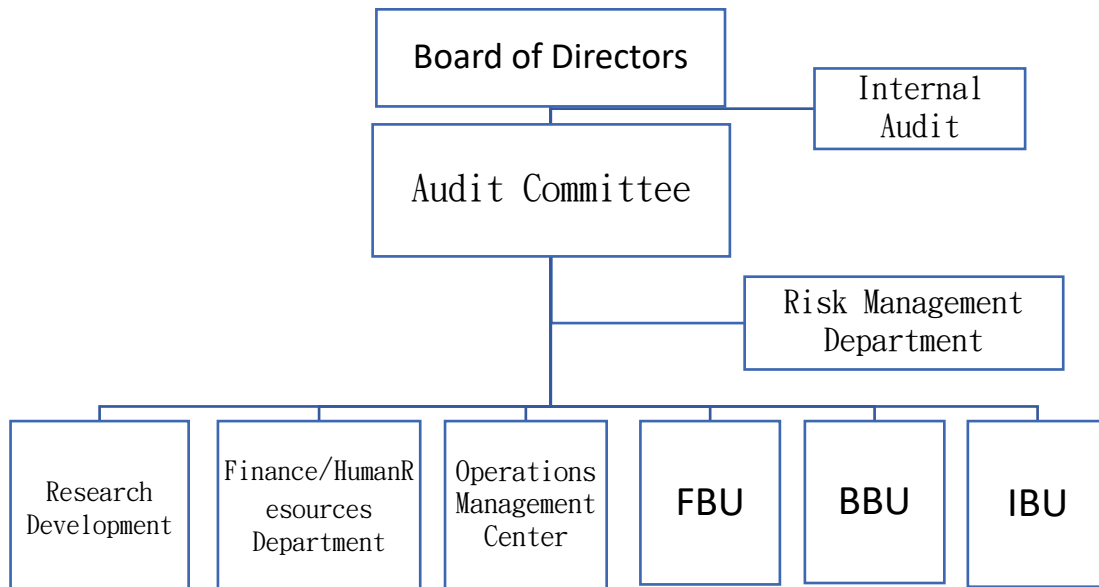 Board of Directors
Internal
Audit
Audit Committee
Risk Management
Department
Research
Development
Finance/HumanR
esources
Department
Operations
Management
Center
FBU
BBU
IBU